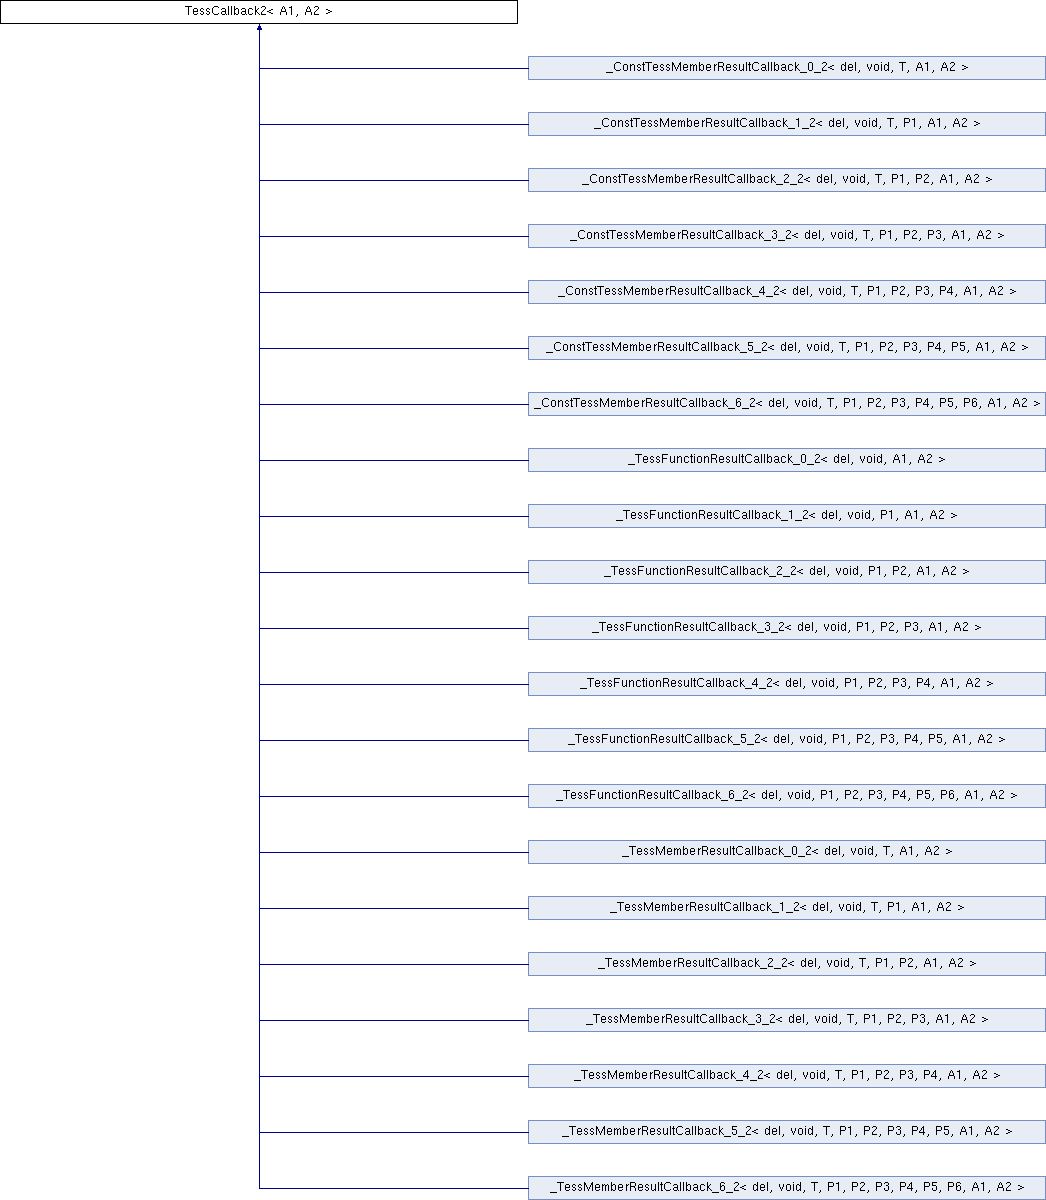 TessCallback2< A1, A2 >
_ConstTessMemberResultCallback_0_2< del, void, T, A1, A2 >
_ConstTessMemberResultCallback_1_2< del, void, T, P1, A1, A2 >
_ConstTessMemberResultCallback_2_2< del, void, T, P1, P2, A1, A2 >
_ConstTessMemberResultCallback_3_2< del, void, T, P1, P2, P3, A1, A2 >
_ConstTessMemberResultCallback_4_2< del, void, T, P1, P2, P3, P4, A1, A2 >
_ConstTessMemberResultCallback_5_2< del, void, T, P1, P2, P3, P4, P5, A1, A2 >
_ConstTessMemberResultCallback_6_2< del, void, T, P1, P2, P3, P4, P5, P6, A1, A2 >
_TessFunctionResultCallback_0_2< del, void, A1, A2 >
_TessFunctionResultCallback_1_2< del, void, P1, A1, A2 >
_TessFunctionResultCallback_2_2< del, void, P1, P2, A1, A2 >
_TessFunctionResultCallback_3_2< del, void, P1, P2, P3, A1, A2 >
_TessFunctionResultCallback_4_2< del, void, P1, P2, P3, P4, A1, A2 >
_TessFunctionResultCallback_5_2< del, void, P1, P2, P3, P4, P5, A1, A2 >
_TessFunctionResultCallback_6_2< del, void, P1, P2, P3, P4, P5, P6, A1, A2 >
_TessMemberResultCallback_0_2< del, void, T, A1, A2 >
_TessMemberResultCallback_1_2< del, void, T, P1, A1, A2 >
_TessMemberResultCallback_2_2< del, void, T, P1, P2, A1, A2 >
_TessMemberResultCallback_3_2< del, void, T, P1, P2, P3, A1, A2 >
_TessMemberResultCallback_4_2< del, void, T, P1, P2, P3, P4, A1, A2 >
_TessMemberResultCallback_5_2< del, void, T, P1, P2, P3, P4, P5, A1, A2 >
_TessMemberResultCallback_6_2< del, void, T, P1, P2, P3, P4, P5, P6, A1, A2 >